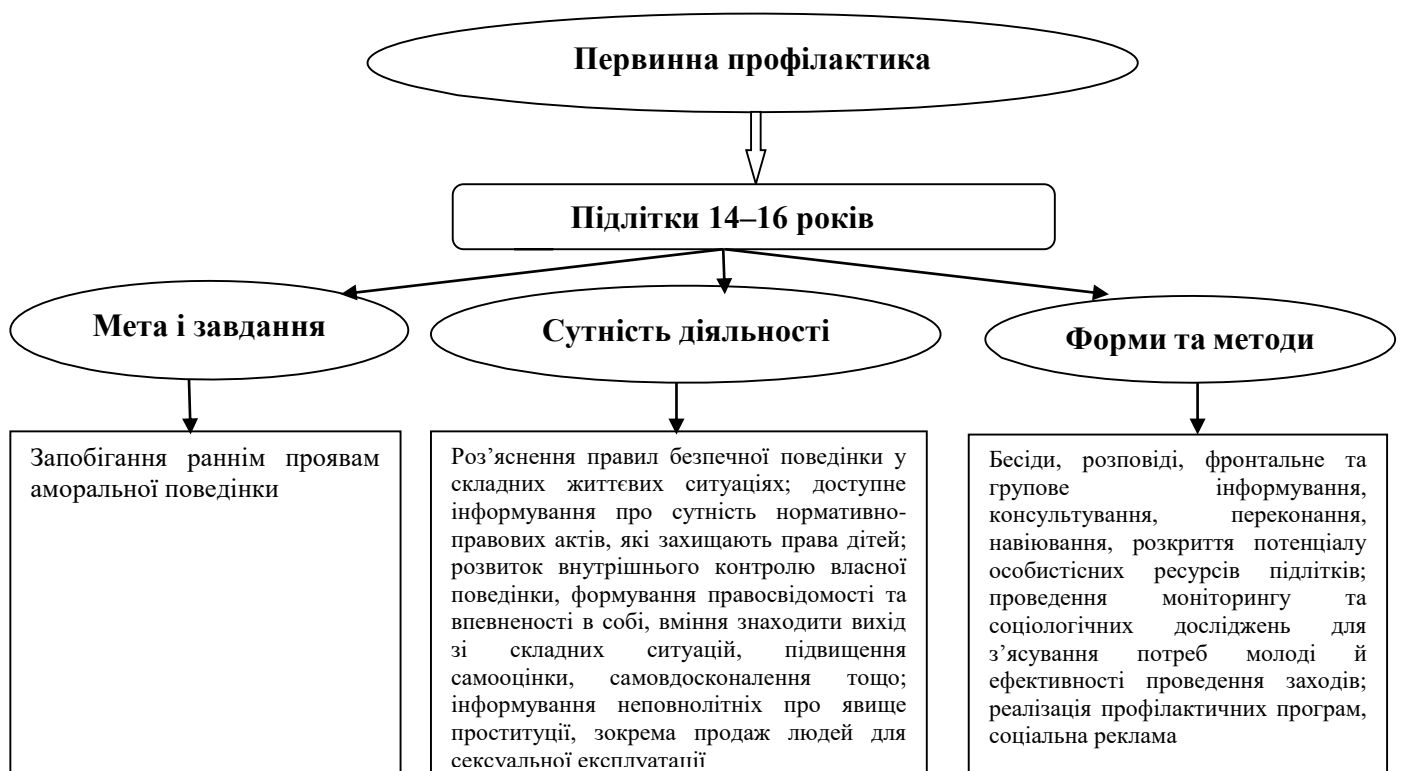 Первинна профілактика
Підлітки 14–16 років
Мета і завдання
Сутність діяльності
Форми та методи
Запобігання раннім проявам
аморальної поведінки
Роз’яснення правил безпечної поведінки у
складних життєвих ситуаціях; доступне
інформування про сутність нормативно-
правових актів, які захищають права дітей;
розвиток внутрішнього контролю власної
поведінки, формування правосвідомості та
впевненості в собі, вміння знаходити вихід
зі складних ситуацій, підвищення
самооцінки, самовдосконалення тощо;
інформування неповнолітніх про явище
проституції, зокрема продаж людей для
сексуальної експлуатації
Бесіди, розповіді, фронтальне та
групове інформування,
консультування, переконання,
навіювання, розкриття потенціалу
особистісних ресурсів підлітків;
проведення моніторингу та
соціологічних досліджень для
з’ясування потреб молоді й
ефективності проведення заходів;
реалізація профілактичних програм,
соціальна реклама